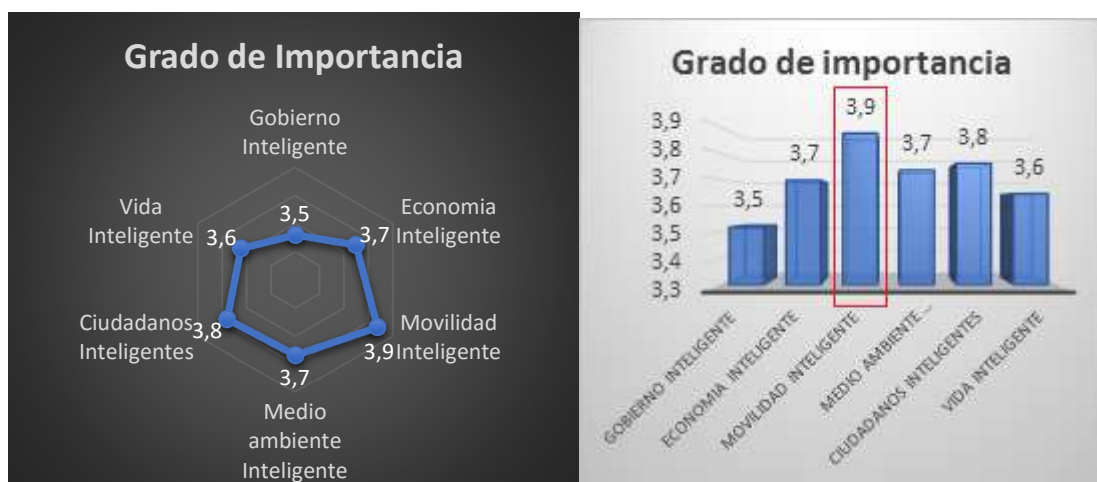 Grado de Importancia
Gobierno
Inteligente
Vida
Inteligente
Economia
Inteligente
3,5
3,6
3,7
Ciudadanos
Inteligentes
Movilidad
Inteligente
3,8
3,9
3,7
Medio
ambiente
Inteligente
Grado de importancia
3,9
3,8
3,7
3,6
3,5
3,4
3,3
3,5
3,7
3,9
3,7
3,8
3,6
GOBIERNO INTELIGENTE
ECONOMIA INTELIGENTE
MOVILIDAD INTELIGENTE
MEDIO AMBIENTE...
CIUDADANOS INTELIGENTES
VIDA INTELIGENTE